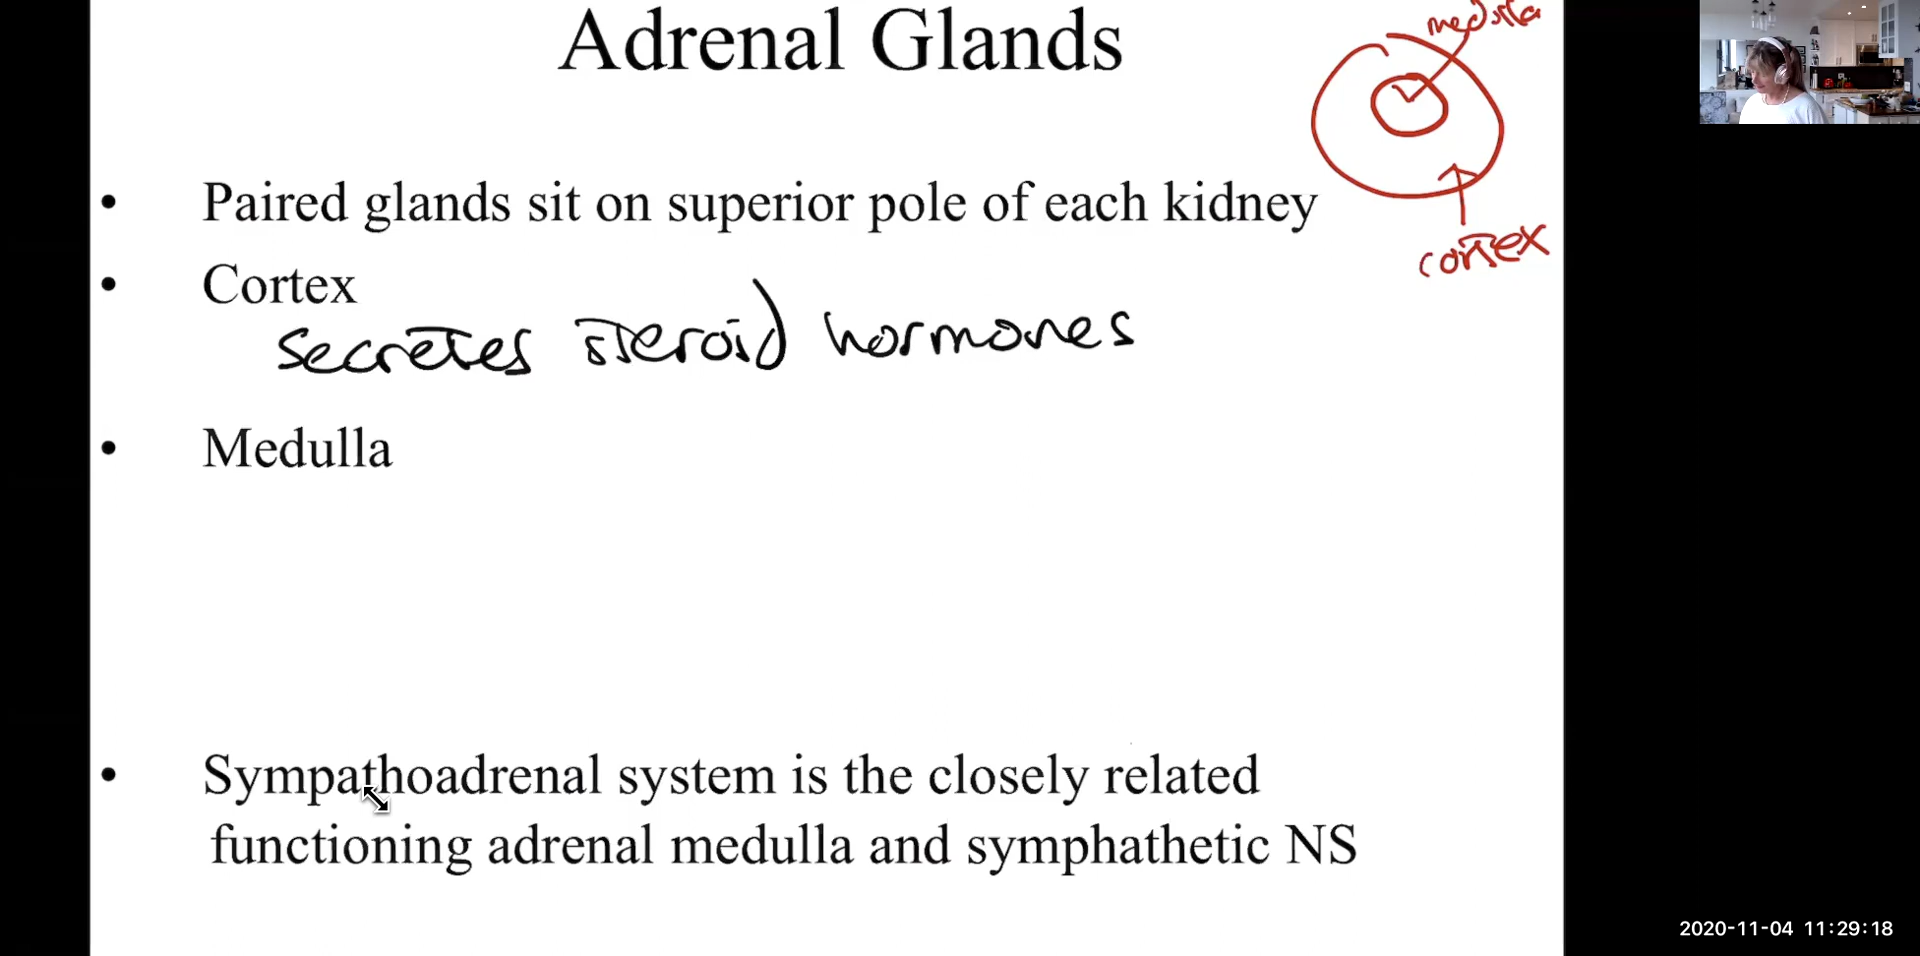 Adrenal Glands
medulla
• Paired glands sit on superior pole of each kidney
cortex
• Cortex
secretes steroid hormones
• Medulla
• Sympathoadrenal system is the closely related
functioning adrenal medulla and symphathetic NS
2020-11-04 11:29:18